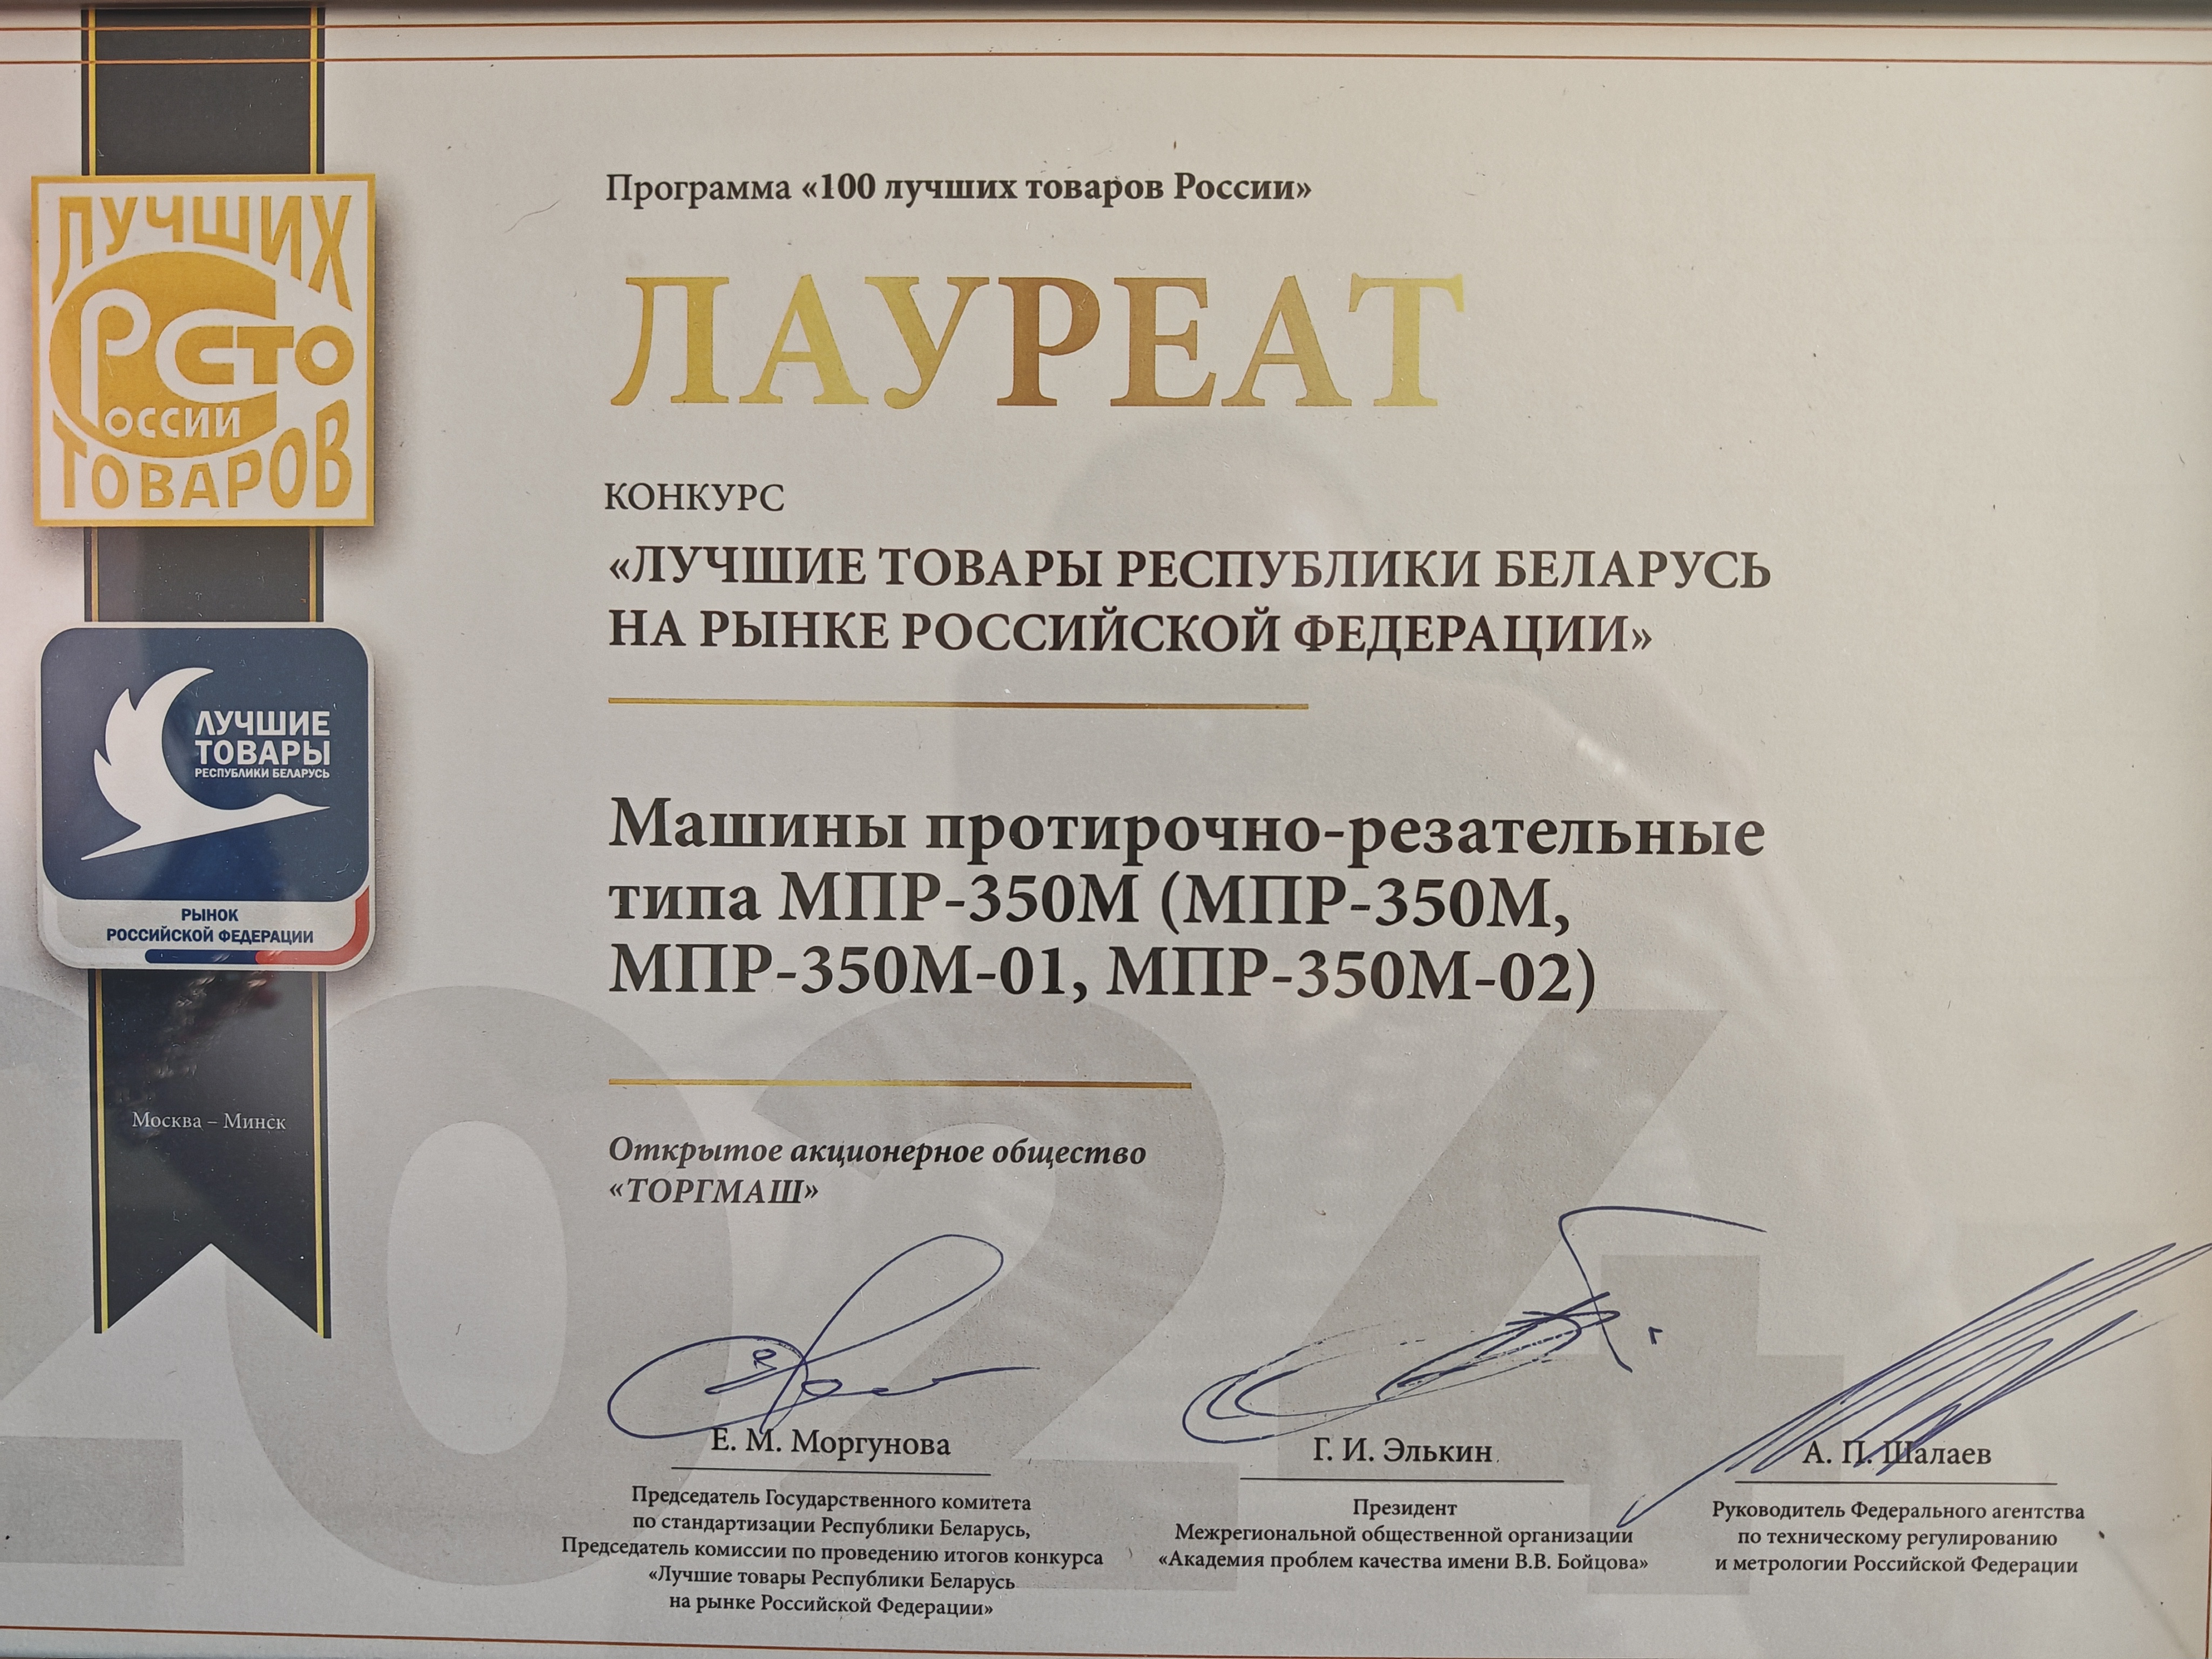 ЛУЧШИХ
РСТО
РОССИИ
ТОВАРОВ
ЛУЧШИЕ
ТОВАРЫ
РЕСПУБЛИКИ БЕЛАРУСЬ
РЫНОК
РОССИЙСКОЙ ФЕДЕРАЦИИ
Москва – Минск
Программа «100 лучших товаров России»
ЛАУРЕАТ
КОНКУРС
«ЛУЧШИЕ ТОВАРЫ РЕСПУБЛИКИ БЕЛАРУСЬ
НА РЫНКЕ РОССИЙСКОЙ ФЕДЕРАЦИИ»
Машины протирочно-резательные
типа МПР-350М (МПР-350М,
МПР-350М-01, МПР-350М-02)
2024
Открытое акционерное общество
«ТОРГМАШ»
Е. М. Моргунова
Председатель Государственного комитета
по стандартизации Республики Беларусь,
Председатель комиссии по проведению итогов конкурса
«Лучшие товары Республики Беларусь
на рынке Российской Федерации»
Г. И. Элькин
Президент
Межрегиональной общественной организации
«Академия проблем качества имени В.В. Бойцова»
А. П. Шалаев
Руководитель Федерального агентства
по техническому регулированию
и метрологии Российской Федерации